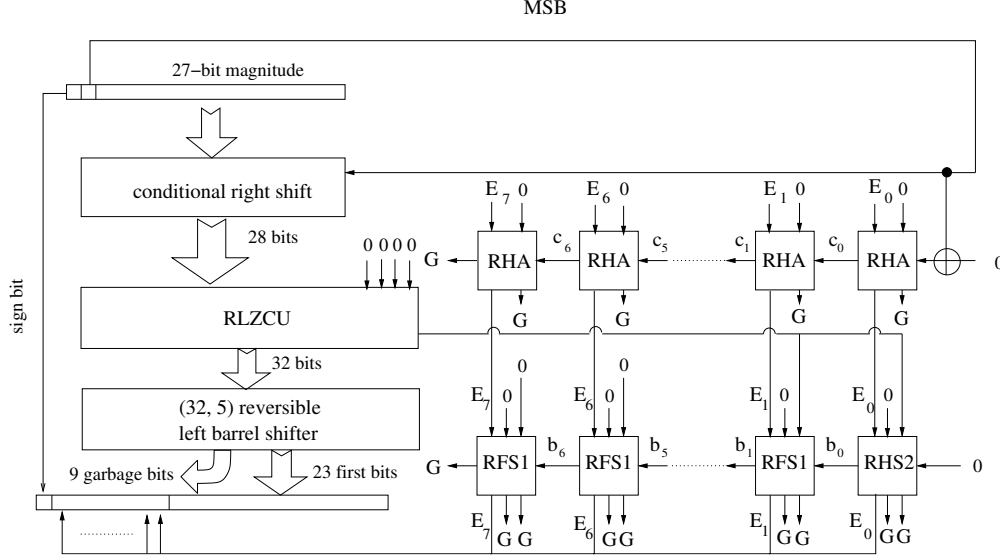 MSB
27−bit magnitude
conditional right shift
E7 0 E6 0 E1 0 E0 0
28 bits
0 0 0 0
G RHA c6 RHA c5 ........... c1 RHA c0 RHA 0
G G G G
sign bit
RLZCU
32 bits
0 0
E7 0 E6 0 E1 0 E0 0
(32, 5) reversible
left barrel shifter
G RFS1 b6 RFS1 b5 ........... b1 RFS1 b0 RHS2 0
9 garbage bits
23 first bits
E7 G G E6 G G E1 G G E0 G G
...........